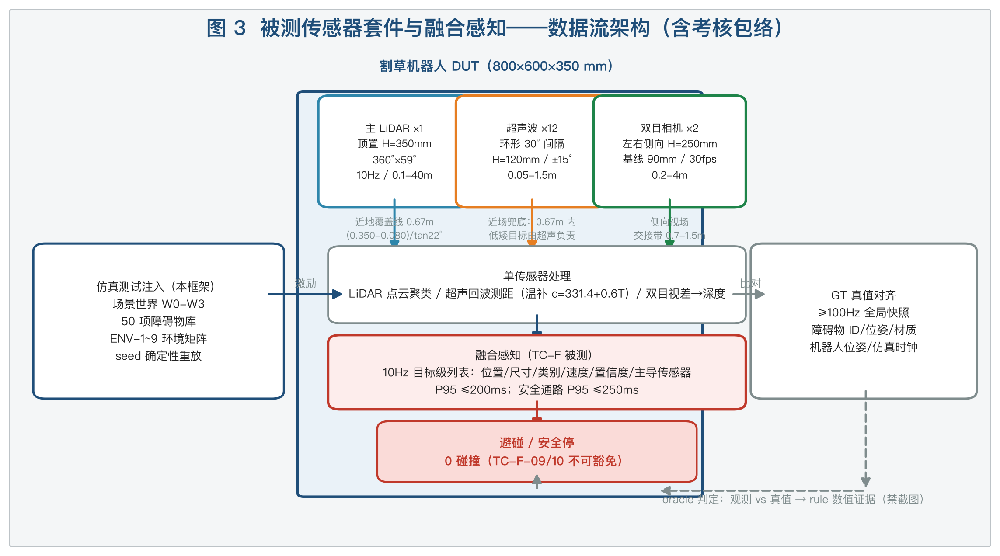 图 3 被测传感器套件与融合感知——数据流架构（含考核包络）
割草机器人 DUT（800×600×350 mm）
主 LiDAR ×1
顶置 H=350mm
360°×59°
10Hz / 0.1–40m
超声波 ×12
环形 30° 间隔
H=120mm / ±15°
0.05–1.5m
双目相机 ×2
左右侧向 H=250mm
基线 90mm / 30fps
0.2–4m
近地覆盖线 0.67m
(0.350–0.080)/tan22°
近场兜底：0.67m 内
低矮目标由超声负责
侧向视场
交接带 0.7–1.5m
仿真测试注入（本框架）
场景世界 W0–W3
50 项障碍物库
ENV–1~9 环境矩阵
seed 确定性重放
激励
单传感器处理
LiDAR 点云聚类 / 超声回波测距（温补 c=331.4+0.6T）/ 双目视差→深度
比对
GT 真值对齐
≥100Hz 全局快照
障碍物 ID/位姿/材质
机器人位姿/仿真时钟
融合感知（TC–F 被测）
10Hz 目标级列表：位置/尺寸/类别/速度/置信度/主导传感器
P95 ≤200ms；安全通路 P95 ≤250ms
避碰 / 安全停
0 碰撞（TC–F–09/10 不可豁免）
oracle 判定：观测 vs 真值 → rule 数值证据（禁截图）